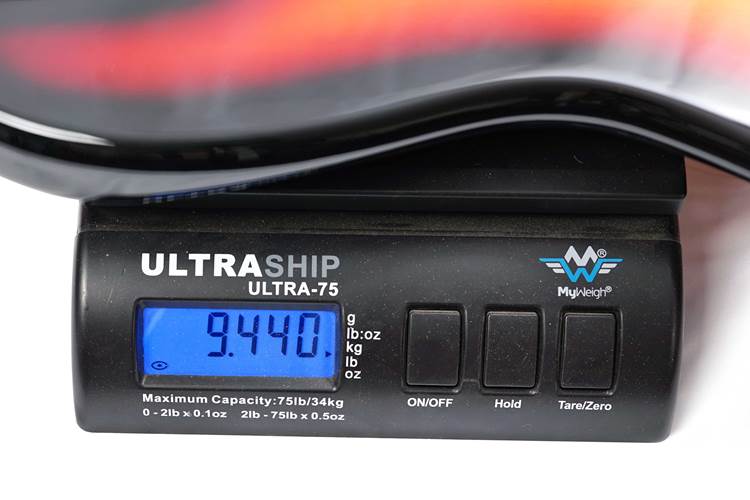 ULTRASHIP
ULTRA-75
MW®
MyWeigh®
9.440
g
lb:oz
kg
lb
oz
Maximum Capacity:75lb/34kg
0 - 2lb x 0.1oz 2lb - 75lb x 0.5oz
ON/OFF
Hold
Tare/Zero